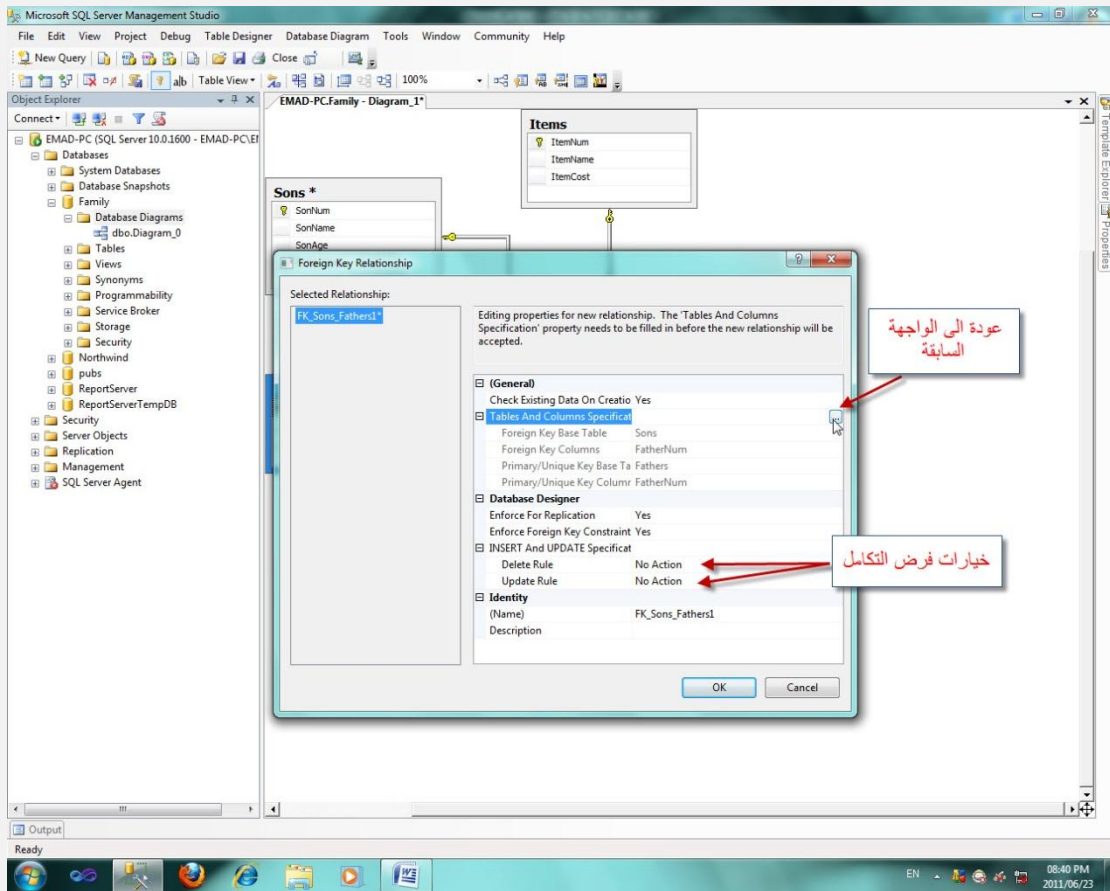 Microsoft SQL Server Management Studio
File Edit View Project Debug Table Designer Database Diagram Tools Window Community Help
New Query Close
Table View 100%
Object Explorer
EMAD-PC.Family - Diagram_1*
Connect
EMAD-PC (SQL Server 10.0.1600 - EMAD-PC\
Databases
System Databases
Database Snapshots
Family
Database Diagrams
dbo.Diagram_0
Tables
Views
Synonyms
Programmability
Service Broker
Storage
Security
Northwind
pubs
ReportServer
ReportServerTempDB
Security
Server Objects
Replication
Management
SQL Server Agent
Items
ItemNum
ItemName
ItemCost
Sons *
SonNum
SonName
SonAge
Foreign Key Relationship
Selected Relationship:
FK_Sons_Fathers1*
Editing properties for new relationship. The 'Tables And Columns
Specification' property needs to be filled in before the new relationship will be
accepted.
(General)
Check Existing Data On Creatio Yes
Tables And Columns Specificat ...
Foreign Key Base Table Sons
Foreign Key Columns FatherNum
Primary/Unique Key Base Ta Fathers
Primary/Unique Key Columr FatherNum
Database Designer
Enforce For Replication Yes
Enforce Foreign Key Constraint Yes
INSERT And UPDATE Specificat
Delete Rule No Action
Update Rule No Action
Identity
(Name) FK_Sons_Fathers1
Description
OK Cancel
عودة الى الواجهة
السابقة
خيارات فرض التكامل
Template Explorer
Properties
Output
Ready
EN
08:40 PM
2011/06/23